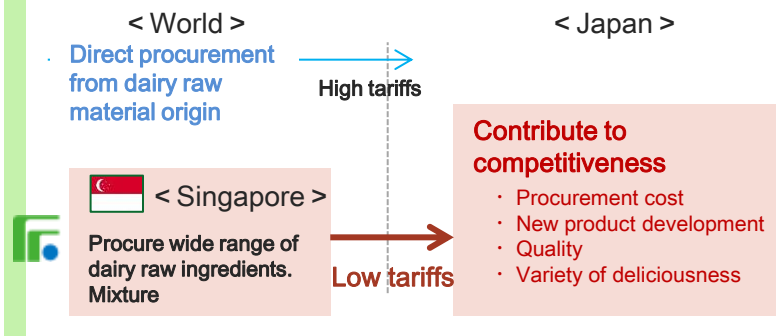 < World >
Direct procurement
from dairy raw
material origin
High tariffs
< Japan >
< Singapore >
Procure wide range of
dairy raw ingredients.
Mixture
Low tariffs
Contribute to
competitiveness
・ Procurement cost
・ New product development
・ Quality
・ Variety of deliciousness